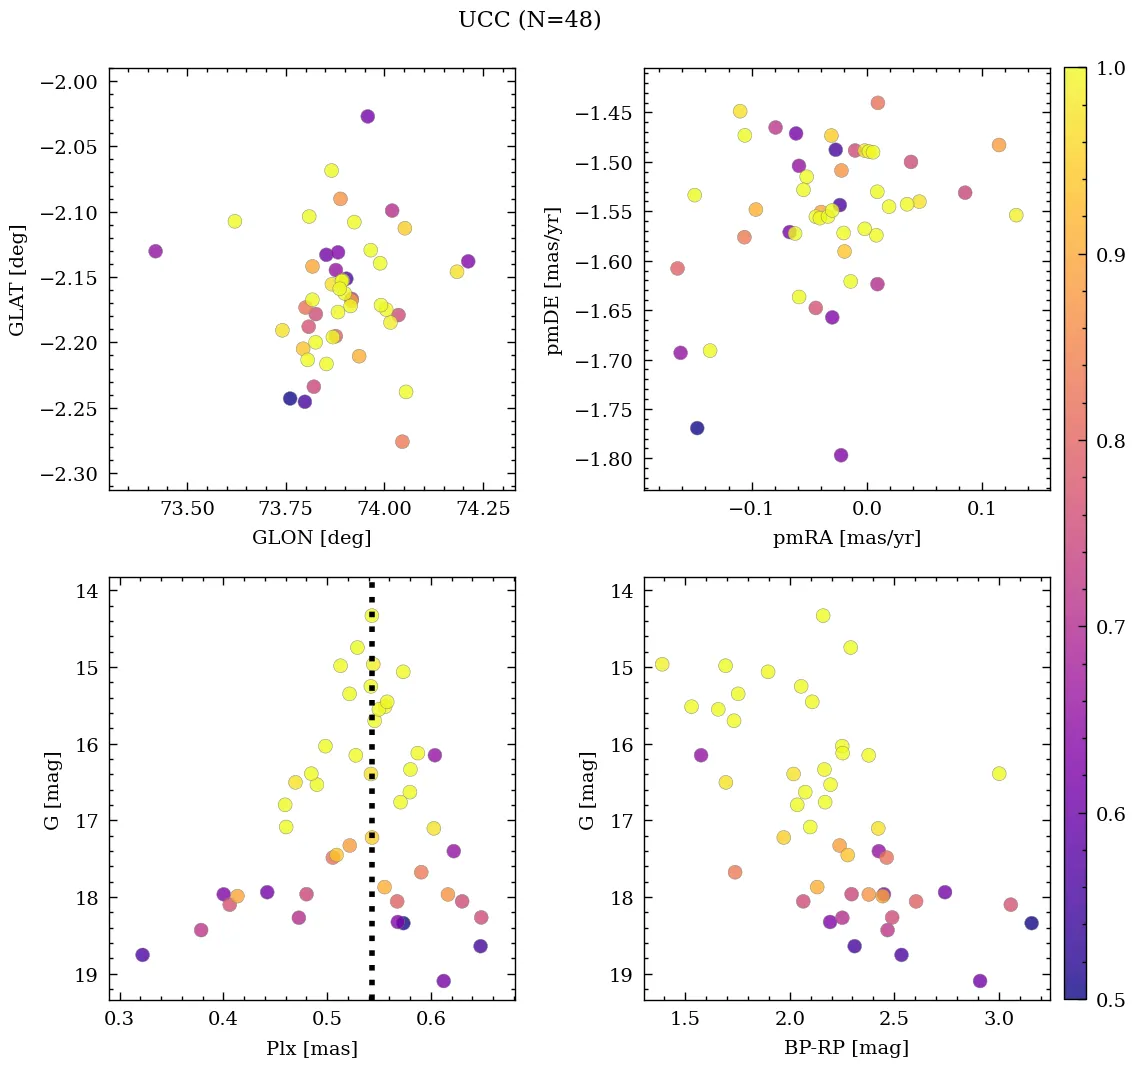 UCC (N=48)
−2.00
−2.05
−2.10
−2.15
−2.20
−2.25
−2.30
GLAT [deg]
73.50 73.75 74.00 74.25
GLON [deg]
−1.45
−1.50
−1.55
−1.60
−1.65
−1.70
−1.75
−1.80
pmDE [mas/yr]
−0.1 0.0 0.1
pmRA [mas/yr]
14
15
16
17
18
19
G [mag]
0.3 0.4 0.5 0.6
Plx [mas]
14
15
16
17
18
19
G [mag]
1.5 2.0 2.5 3.0
BP-RP [mag]
1.0
0.9
0.8
0.7
0.6
0.5